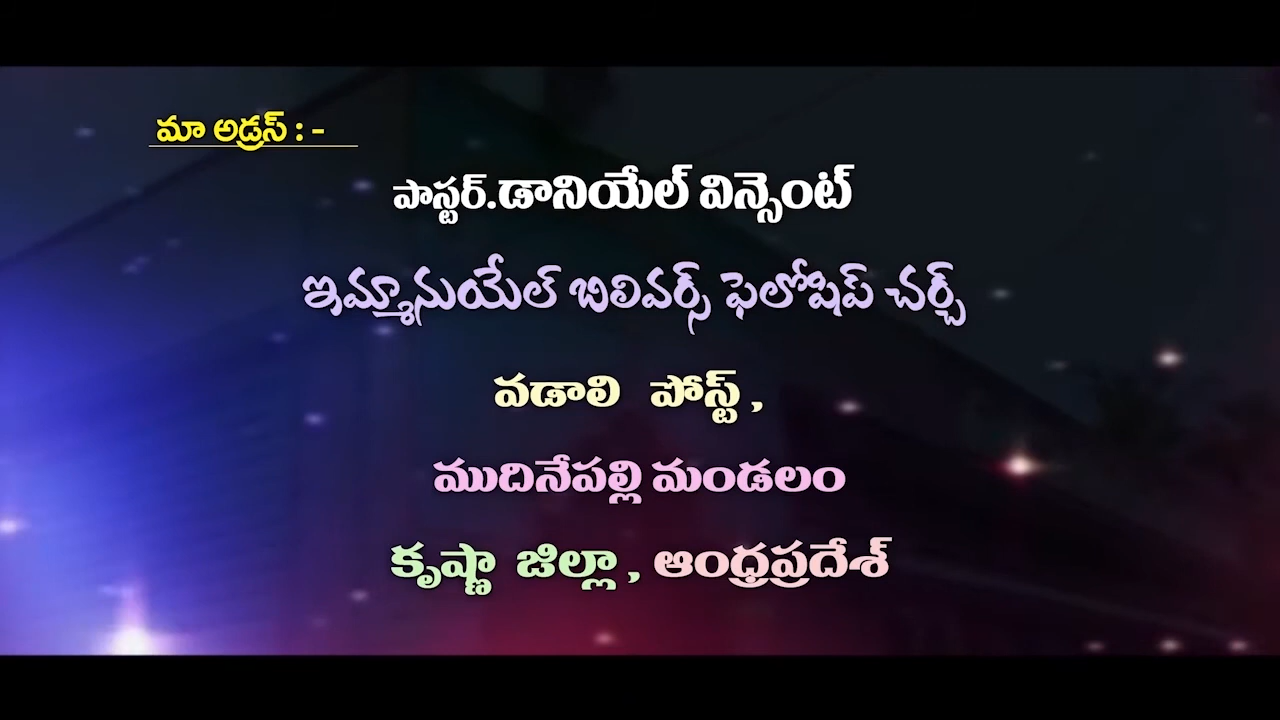 మా అడ్రస్ : -
పాస్టర్.డానియేల్ విన్సెంట్
ఇమ్మానుయేల్ బిలివర్స్ ఫెలోషిప్ చర్చ్
వడాలి పోస్ట్ ,
ముదినేపల్లి మండలం
కృష్ణా జిల్లా , ఆంధ్రప్రదేశ్